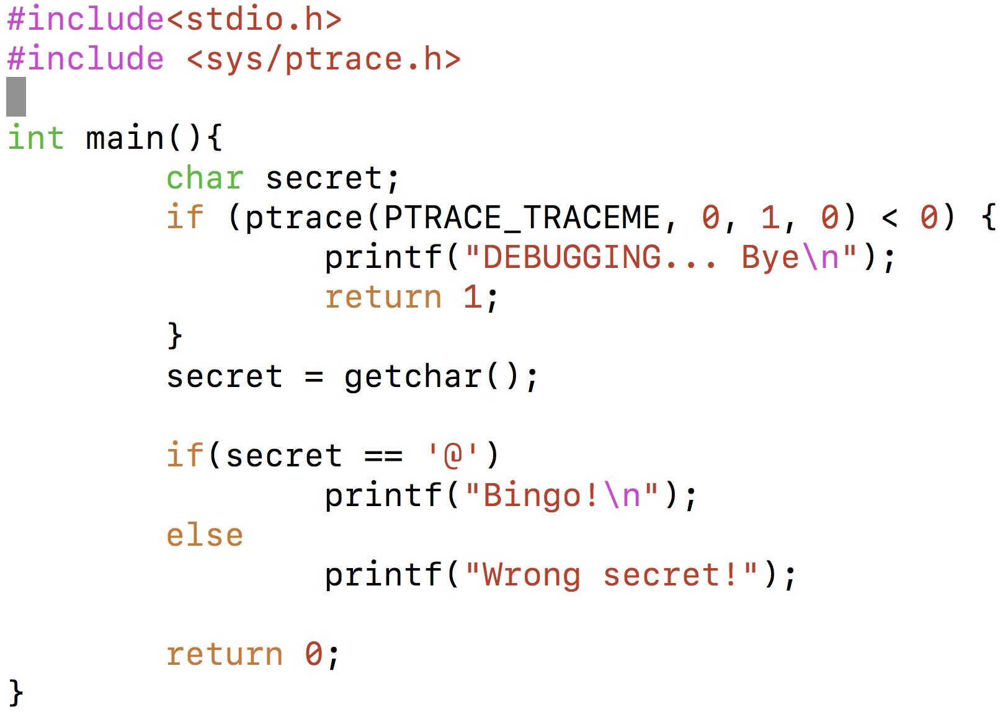 #include<stdio.h>
#include <sys/ptrace.h>

int main(){
        char secret;
        if (ptrace(PTRACE_TRACEME, 0, 1, 0) < 0) {
                printf("DEBUGGING... Bye\n");
                return 1;
        }
        secret = getchar();

        if(secret == '@')
                printf("Bingo!\n");
        else
                printf("Wrong secret!");

        return 0;
}